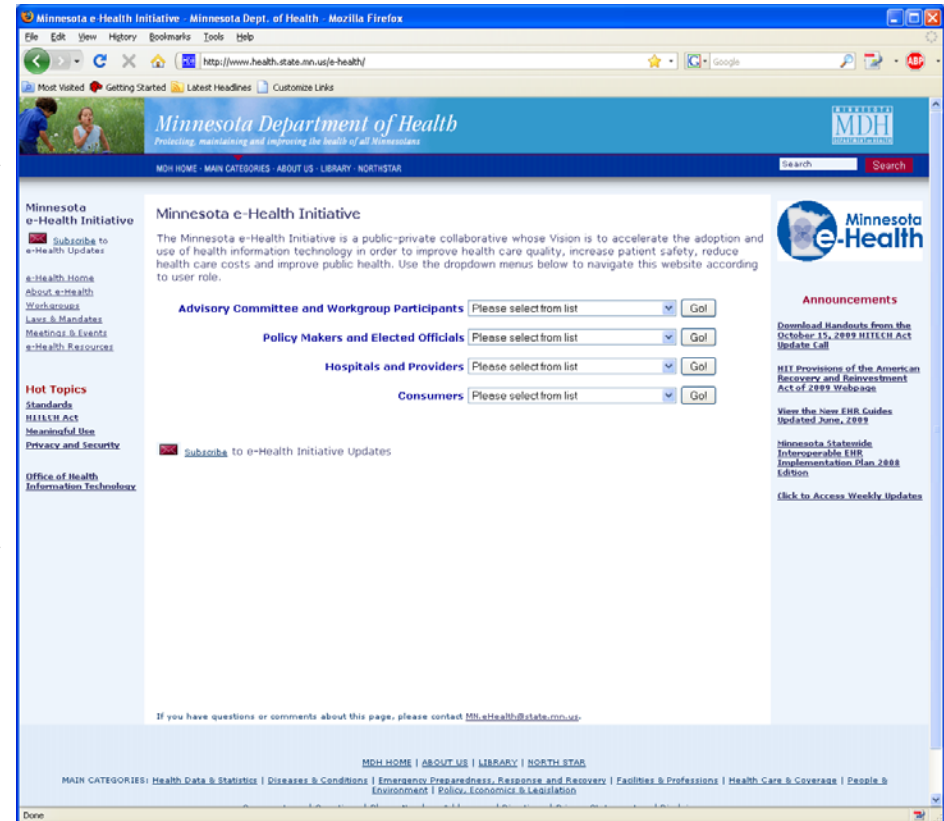 Minnesota e-Health Initiative - Minnesota Dept. of Health - Mozilla Firefox
File Edit View History Bookmarks Tools Help
http://www.health.state.mn.us/e-health/
Google
ABP
Most Visited Getting Started Latest Headlines Customize Links
Minnesota Department of Health
Protecting, maintaining and improving the health of all Minnesotans
MINNESOTA
MDH
DEPARTMENT OF HEALTH
MDH HOME - MAIN CATEGORIES - ABOUT US - LIBRARY - NORTHSTAR
Search Search
Minnesota
e-Health Initiative
Subscribe to
e-Health Updates
e-Health Home
About e-Health
Workgroups
Laws & Mandates
Meetings & Events
e-Health Resources
Hot Topics
Standards
HITECH Act
Meaningful Use
Privacy and Security
Office of Health
Information Technology
Minnesota e-Health Initiative
The Minnesota e-Health Initiative is a public-private collaborative whose Vision is to accelerate the adoption and
use of health information technology in order to improve health care quality, increase patient safety, reduce
health care costs and improve public health. Use the dropdown menus below to navigate this website according
to user role.
Advisory Committee and Workgroup Participants Please select from list Go!
Policy Makers and Elected Officials Please select from list Go!
Hospitals and Providers Please select from list Go!
Consumers Please select from list Go!
Subscribe to e-Health Initiative Updates
If you have questions or comments about this page, please contact MN.eHealth@state.mn.us.
Minnesota
e-Health
Announcements
Download Handouts from the
October 15, 2009 HITECH Act
Update Call
HIT Provisions of the American
Recovery and Reinvestment
Act of 2009 Webpage
View the New EHR Guides
Updated June, 2009
Minnesota Statewide
Interoperable EHR
Implementation Plan 2008
Edition
Click to Access Weekly Updates
MDH HOME | ABOUT US | LIBRARY | NORTH STAR
MAIN CATEGORIES: Health Data & Statistics | Diseases & Conditions | Emergency Preparedness, Response and Recovery | Facilities & Professions | Health Care & Coverage | People &
Environment | Policy, Economics & Legislation
Done